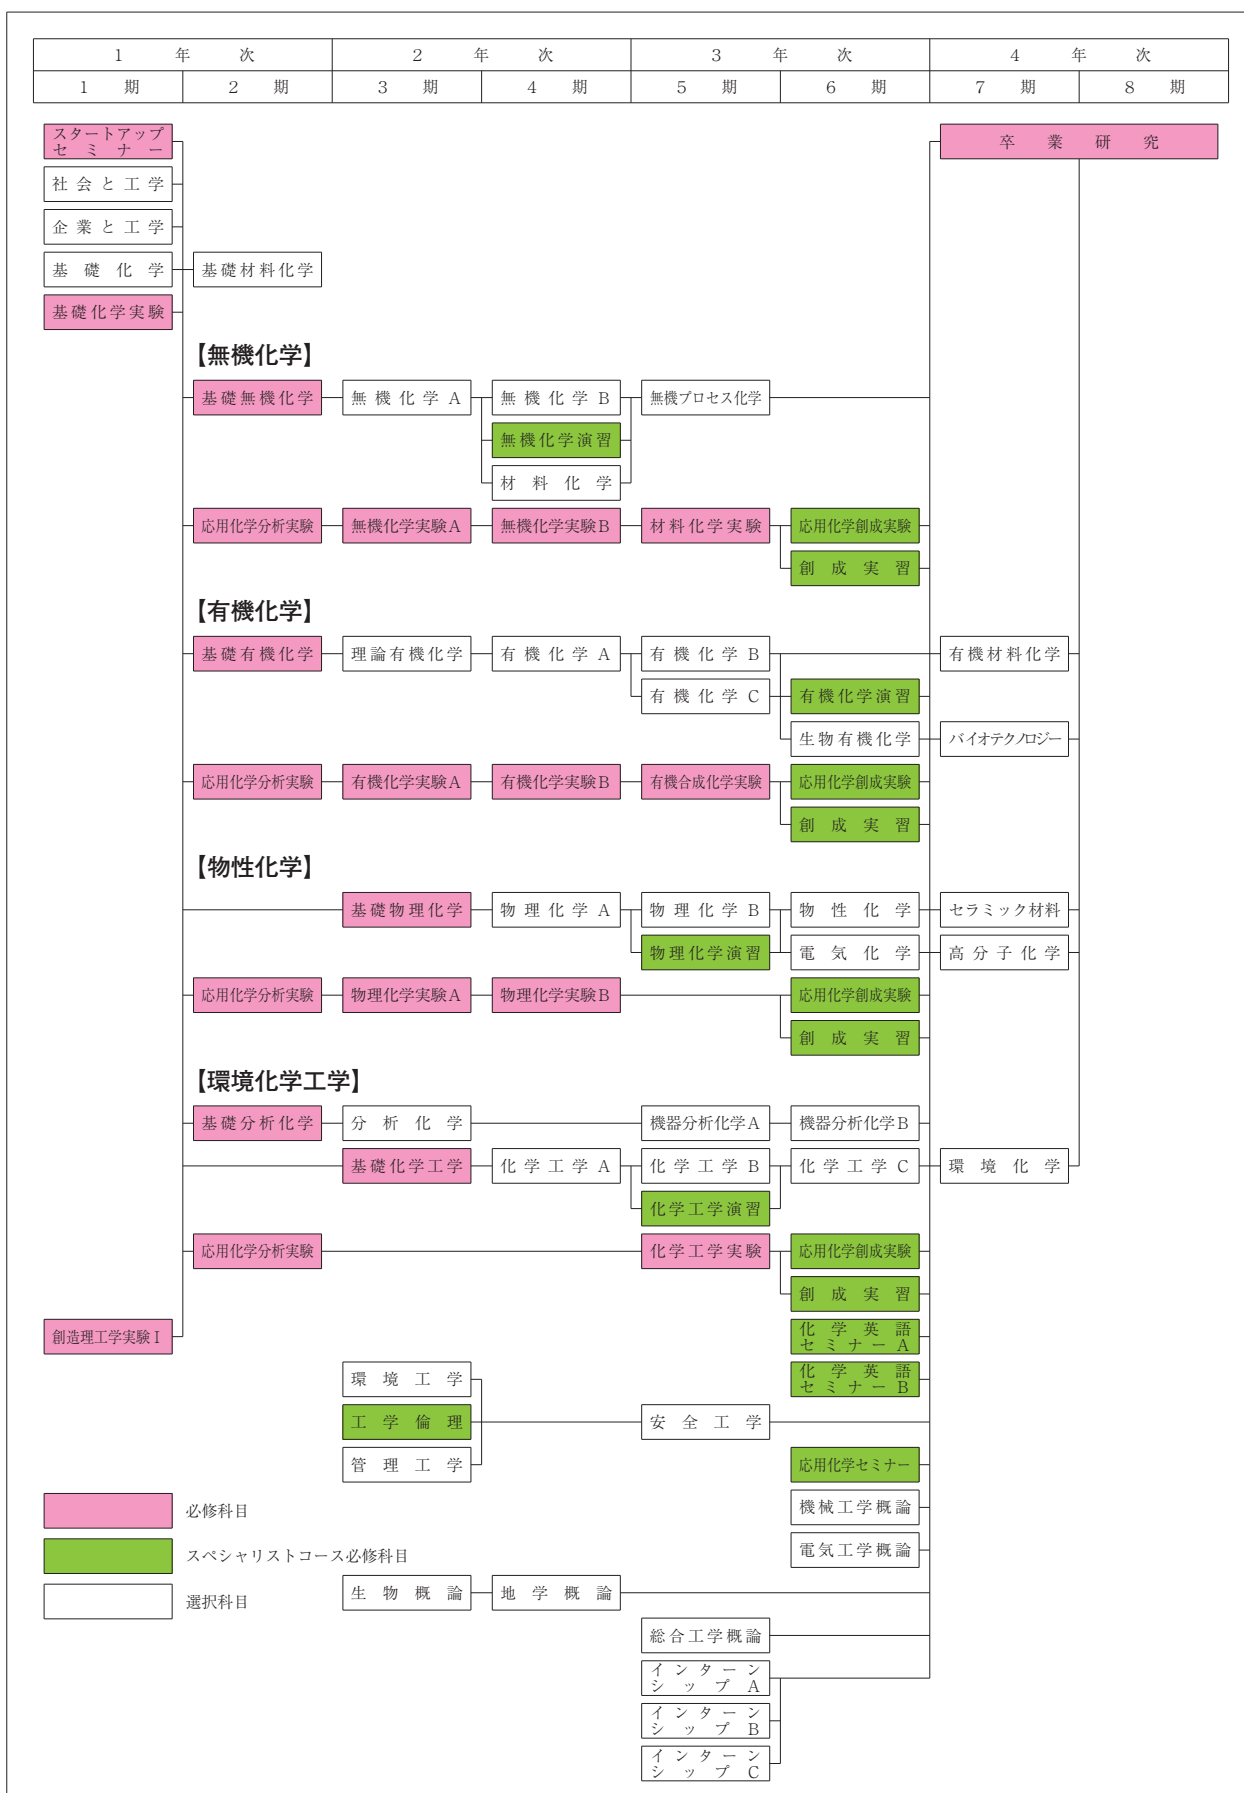 1 年 次 2 年 次 3 年 次 4 年 次
1 期 2 期 3 期 4 期 5 期 6 期 7 期 8 期
スタートアップ
セミナー
卒業研究
社会と工学
企業と工学
基礎化学 基礎材料化学
基礎化学実験
【無機化学】
基礎無機化学 無機化学A 無機化学B 無機プロセス化学
無機化学演習
材料化学
応用化学分析実験 無機化学実験A 無機化学実験B 材料化学実験 応用化学創成実験
創成実習
【有機化学】
基礎有機化学 理論有機化学 有機化学A 有機化学B 有機材料化学
有機化学C 有機化学演習
生物有機化学 バイオテクノロジー
応用化学分析実験 有機化学実験A 有機化学実験B 有機合成化学実験 応用化学創成実験
創成実習
【物性化学】
基礎物理化学 物理化学A 物理化学B 物性化学 セラミック材料
物理化学演習 電気化学 高分子化学
応用化学分析実験 物理化学実験A 物理化学実験B 応用化学創成実験
創成実習
【環境化学工学】
基礎分析化学 分析化学 機器分析化学A 機器分析化学B
基礎化学工学 化学工学A 化学工学B 化学工学C 環境化学
化学工学演習
応用化学分析実験 化学工学実験 応用化学創成実験
創成実習
創造理工学実験Ⅰ
化学英語
セミナーA
環境工学
化学英語
セミナーB
工学倫理 安全工学
管理工学 応用化学セミナー
必修科目
機械工学概論
スペシャリストコース必修科目
電気工学概論
選択科目
生物概論 地学概論
総合工学概論
インターン
シップA
インターン
シップB
インターン
シップC